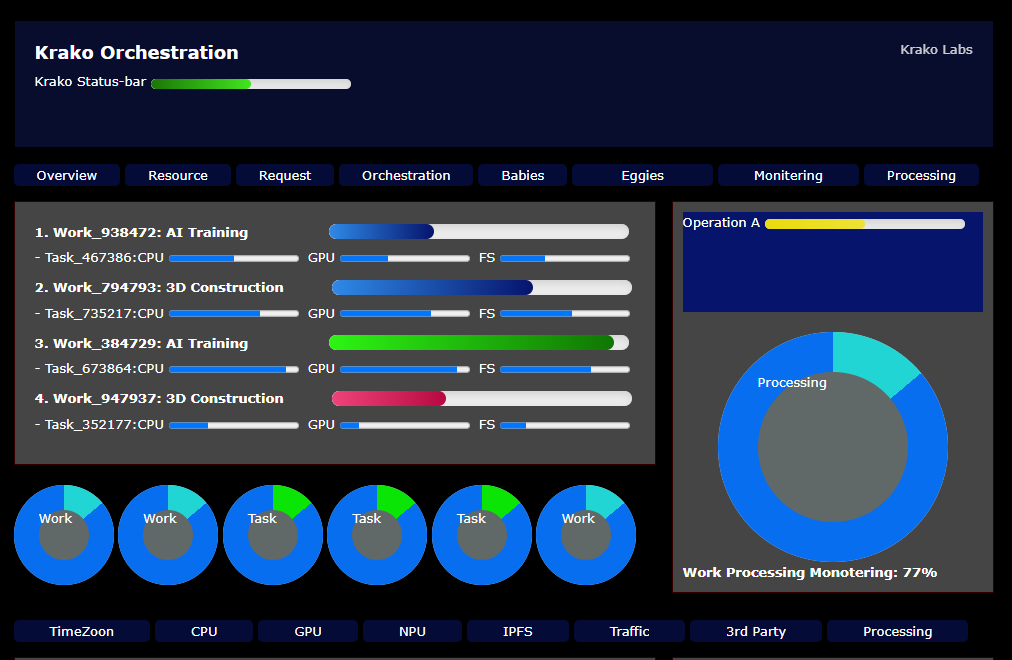 Krako Orchestration
Krako Labs
Krako Status-bar
Overview Resource Request Orchestration Babies Eggies Monitering Processing
1. Work_938472: AI Training
- Task_467386:CPU GPU FS
2. Work_794793: 3D Construction
- Task_735217:CPU GPU FS
3. Work_384729: AI Training
- Task_673864:CPU GPU FS
4. Work_947937: 3D Construction
- Task_352177:CPU GPU FS
Operation A
Processing
Work Processing Monotering: 77%
Work Work Task Task Task Work
TimeZoon CPU GPU NPU IPFS Traffic 3rd Party Processing